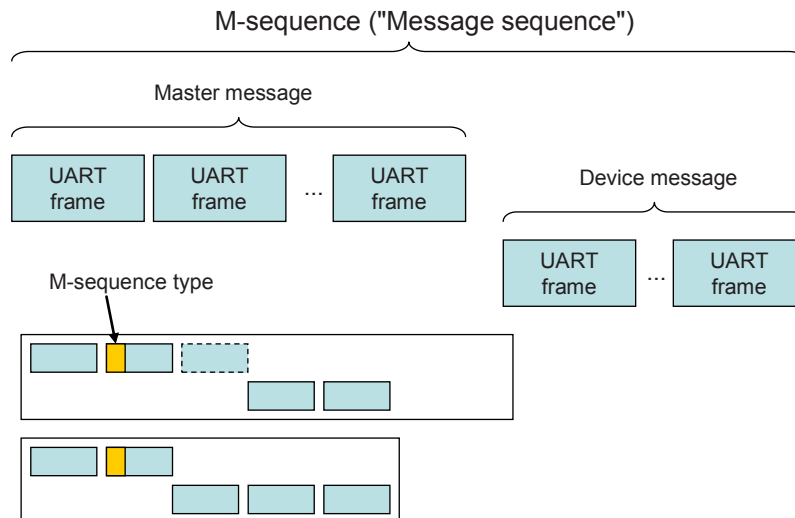 M-sequence ("Message sequence")
Master message
UART
frame
UART
frame
...
UART
frame
Device message
UART
frame
...
UART
frame
M-sequence type